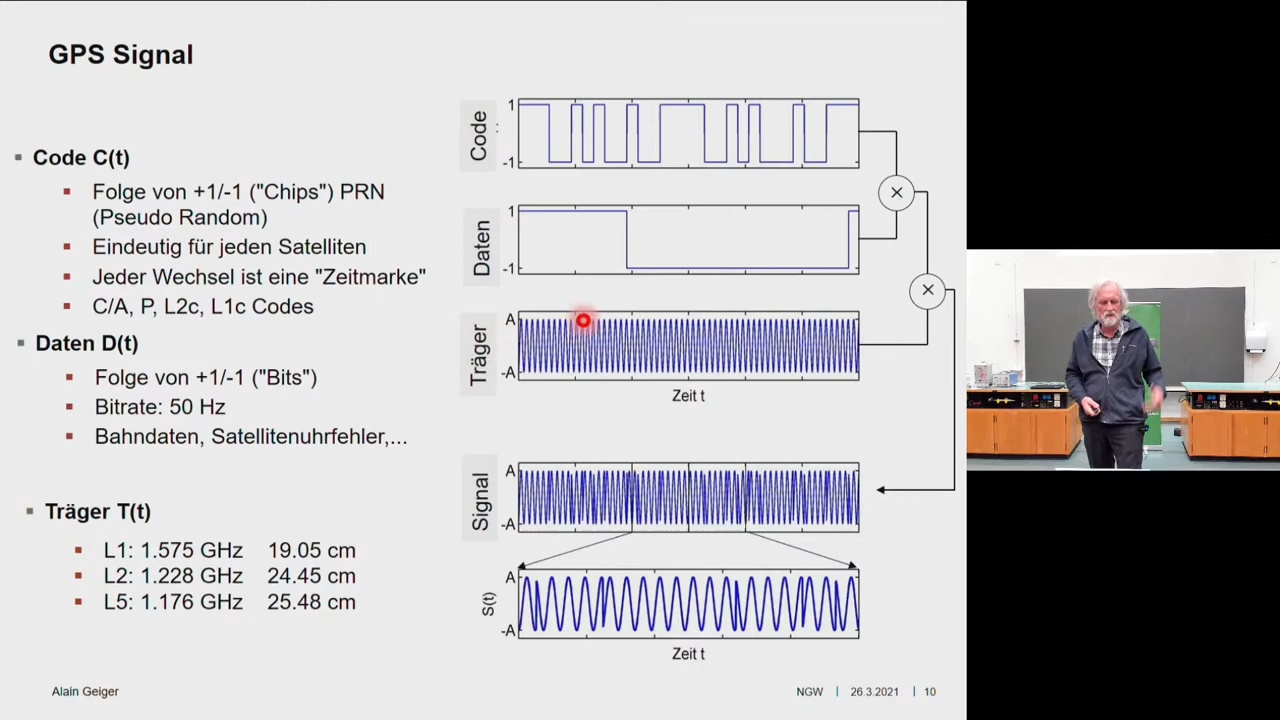 GPS Signal
Code C(t)
Folge von +1/-1 ("Chips") PRN
(Pseudo Random)
Eindeutig für jeden Satelliten
Jeder Wechsel ist eine "Zeitmarke"
C/A, P, L2c, L1c Codes
Daten D(t)
Folge von +1/-1 ("Bits")
Bitrate: 50 Hz
Bahndaten, Satellitenuhrfehler,...
Träger T(t)
L1: 1.575 GHz 19.05 cm
L2: 1.228 GHz 24.45 cm
L5: 1.176 GHz 25.48 cm
Code
1
-1
Daten
1
-1
Träger
A
-A
Zeit t
Signal
A
-A
S(t)
A
-A
Zeit t
×
×
Alain Geiger
NGW | 26.3.2021 | 10